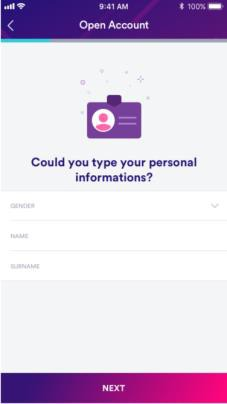 9:41 AM 100%
Open Account
Could you type your personal
informations?
GENDER
NAME
SURNAME
NEXT